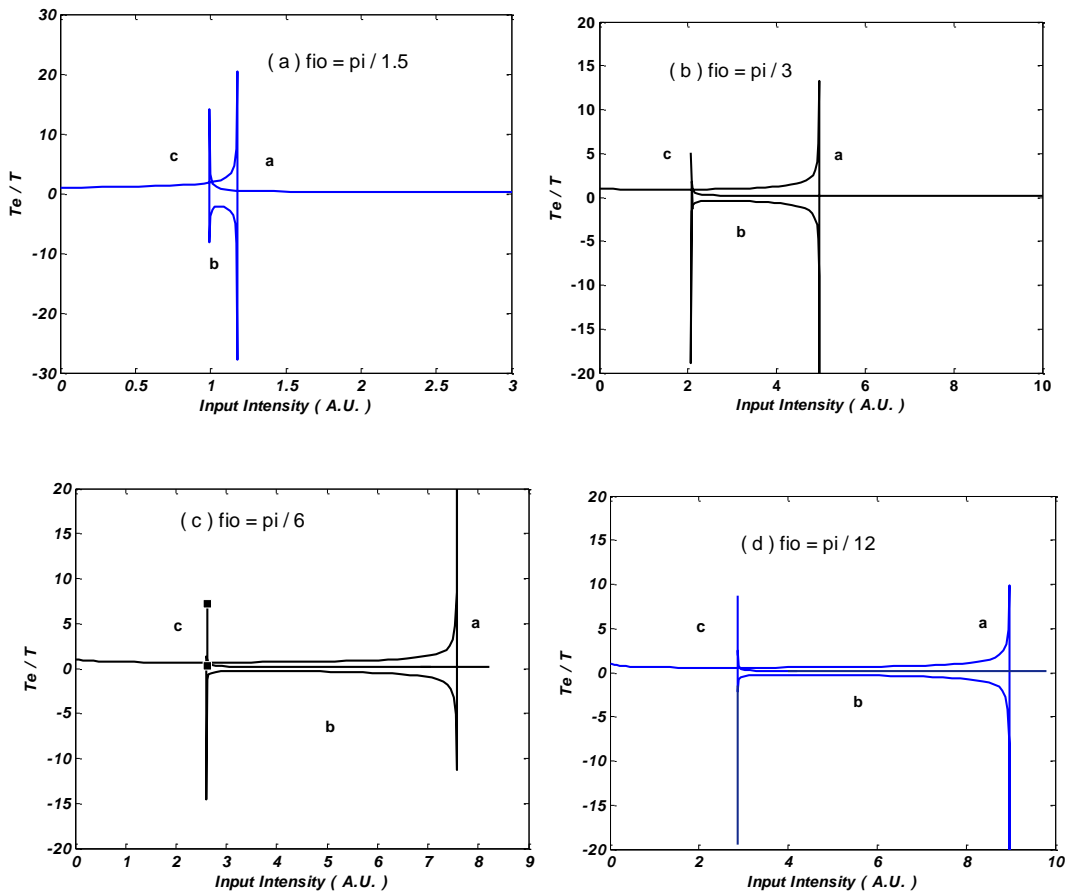 ( a ) fio = pi / 1.5
30
20
10
0
-10
-20
-30
Te / T
c
a
b
0 0.5 1 1.5 2 2.5 3
Input Intensity ( A.U. )
( b ) fio = pi / 3
20
15
10
5
0
-5
-10
-15
-20
Te / T
c
a
b
0 2 4 6 8 10
Input Intensity ( A.U. )
( c ) fio = pi / 6
20
15
10
5
0
-5
-10
-15
-20
Te / T
c
a
b
0 1 2 3 4 5 6 7 8 9
Input Intensity ( A.U. )
( d ) fio = pi / 12
20
15
10
5
0
-5
-10
-15
-20
Te / T
c
a
b
0 2 4 6 8 10
Input Intensity ( A.U. )